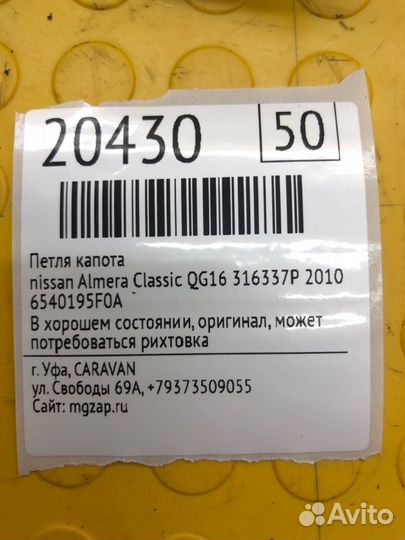 20430
50
Петля капота
nissan Almera Classic QG16 316337P 2010
6540195F0A
В хорошем состоянии, оригинал, может
потребоваться рихтовка
г. Уфа, CARAVAN
ул. Свободы 69А, +79373509055
Сайт: mgzap.ru
Avito